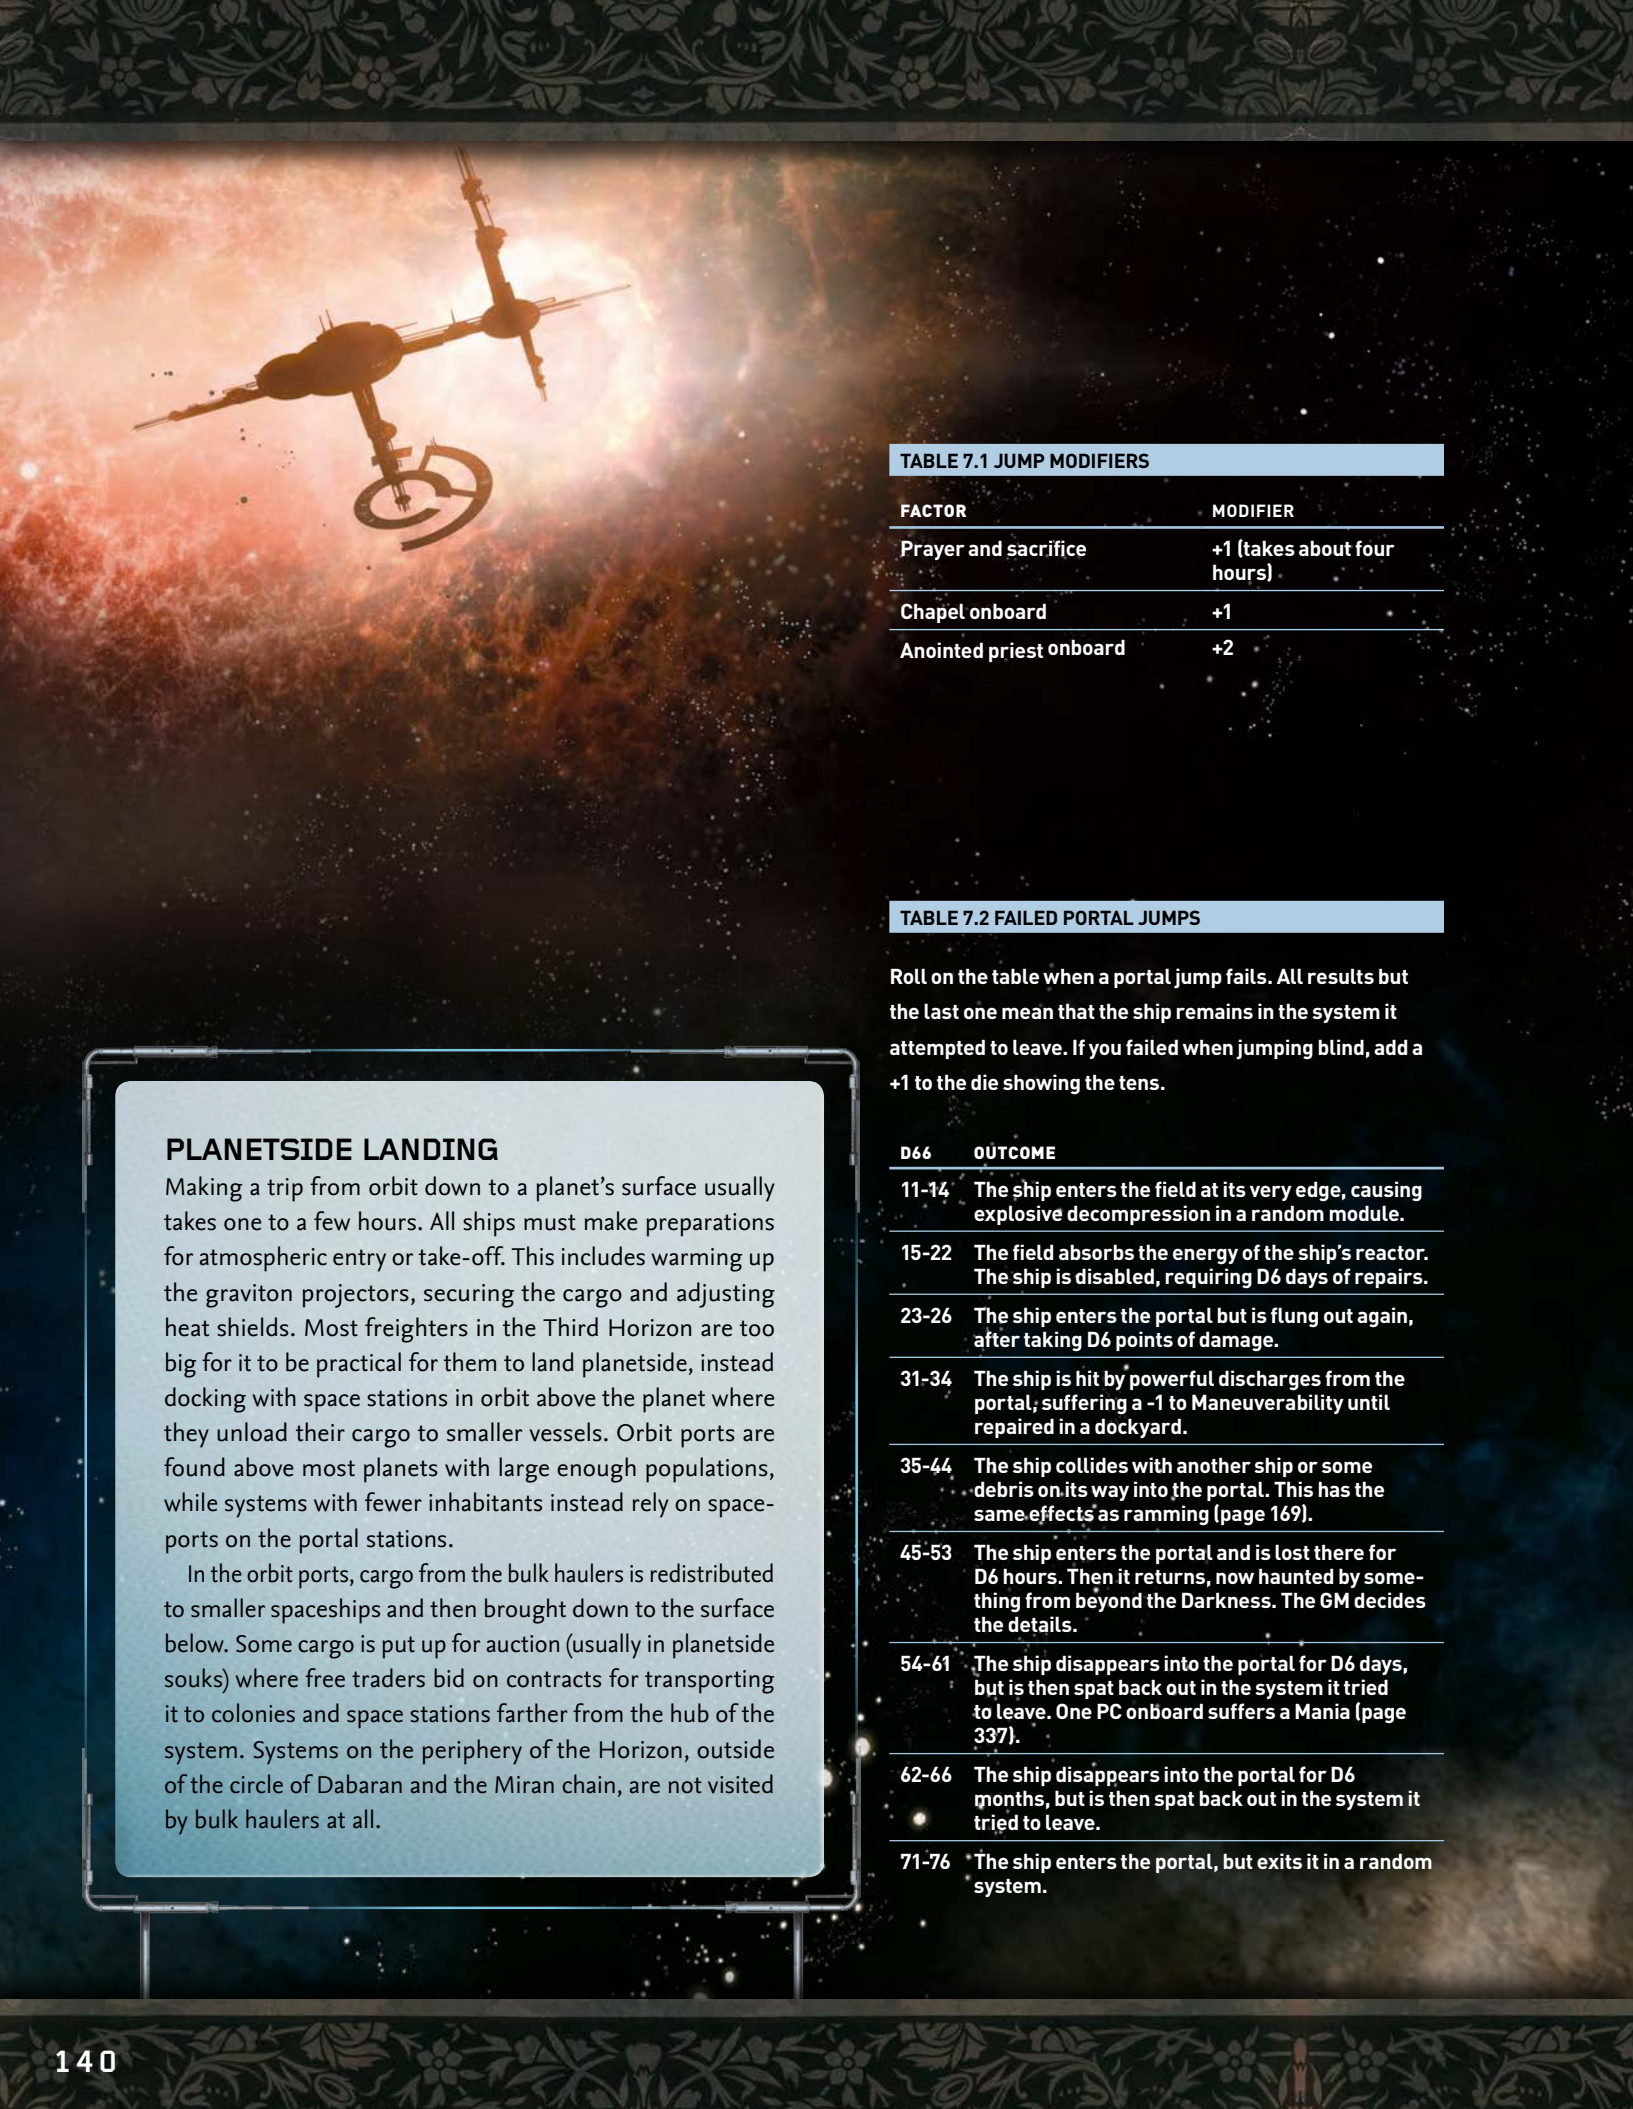 TABLE 7.1 JUMP MODIFIERS
FACTOR MODIFIER
Prayer and sacrifice +1 (takes about four
hours)
Chapel onboard +1
Anointed priest onboard +2
TABLE 7.2 FAILED PORTAL JUMPS
Roll on the table when a portal jump fails. All results but
the last one mean that the ship remains in the system it
attempted to leave. If you failed when jumping blind, add a
+1 to the die showing the tens.
D66 OUTCOME
11-14 The ship enters the field at its very edge, causing
explosive decompression in a random module.
15-22 The field absorbs the energy of the ship's reactor.
The ship is disabled, requiring D6 days of repairs.
23-26 The ship enters the portal but is flung out again,
after taking D6 points of damage.
31-34 The ship is hit by powerful discharges from the
portal, suffering a -1 to Maneuverability until
repaired in a dockyard.
35-44 The ship collides with another ship or some
debris on its way into the portal. This has the
same effects as ramming (page 169).
45-53 The ship enters the portal and is lost there for
D6 hours. Then it returns, now haunted by some-
thing from beyond the Darkness. The GM decides
the details.
54-61 The ship disappears into the portal for D6 days,
but is then spat back out in the system it tried
to leave. One PC onboard suffers a Mania (page
337).
62-66 The ship disappears into the portal for D6
months, but is then spat back out in the system it
tried to leave.
71-76 The ship enters the portal, but exits it in a random
system.
PLANETSIDE LANDING
Making a trip from orbit down to a planet's surface usually
takes one to a few hours. All ships must make preparations
for atmospheric entry or take-off. This includes warming up
the graviton projectors, securing the cargo and adjusting
heat shields. Most freighters in the Third Horizon are too
big for it to be practical for them to land planetside, instead
docking with space stations in orbit above the planet where
they unload their cargo to smaller vessels. Orbit ports are
found above most planets with large enough populations,
while systems with fewer inhabitants instead rely on space-
ports on the portal stations.
In the orbit ports, cargo from the bulk haulers is redistributed
to smaller spaceships and then brought down to the surface
below. Some cargo is put up for auction (usually in planetside
souks) where free traders bid on contracts for transporting
it to colonies and space stations farther from the hub of the
system. Systems on the periphery of the Horizon, outside
of the circle of Dabaran and the Miran chain, are not visited
by bulk haulers at all.
140